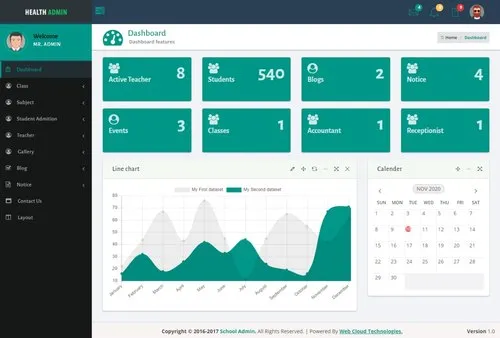 HEALTH ADMIN
4
3
9
Welcome
MR. ADMIN
Dashboard
Dashboard features
Home
Dashboard
Dashboard
Class
Subject
Student Admition
Teacher
Gallery
Blog
Notice
Contact Us
Layout
Active Teacher 8
Students 540
Blogs 2
Notice 4
Events 3
Classes 1
Accountant 1
Receptionist 1
Line chart
My First dataset My Second dataset
80
70
60
50
40
30
20
10
January February March April May June July August September October November December
Calender
NOV 2020
SUN MON TUE WED THU FRI SAT
1 2 3 4 5 6 7
8 9 10 11 12 13 14
15 16 17 18 19 20 21
22 23 24 25 26 27 28
29 30
Copyright © 2016-2017 School Admin. All Rights Reserved. | Powered By Web Cloud Technologies.
Version 1.0